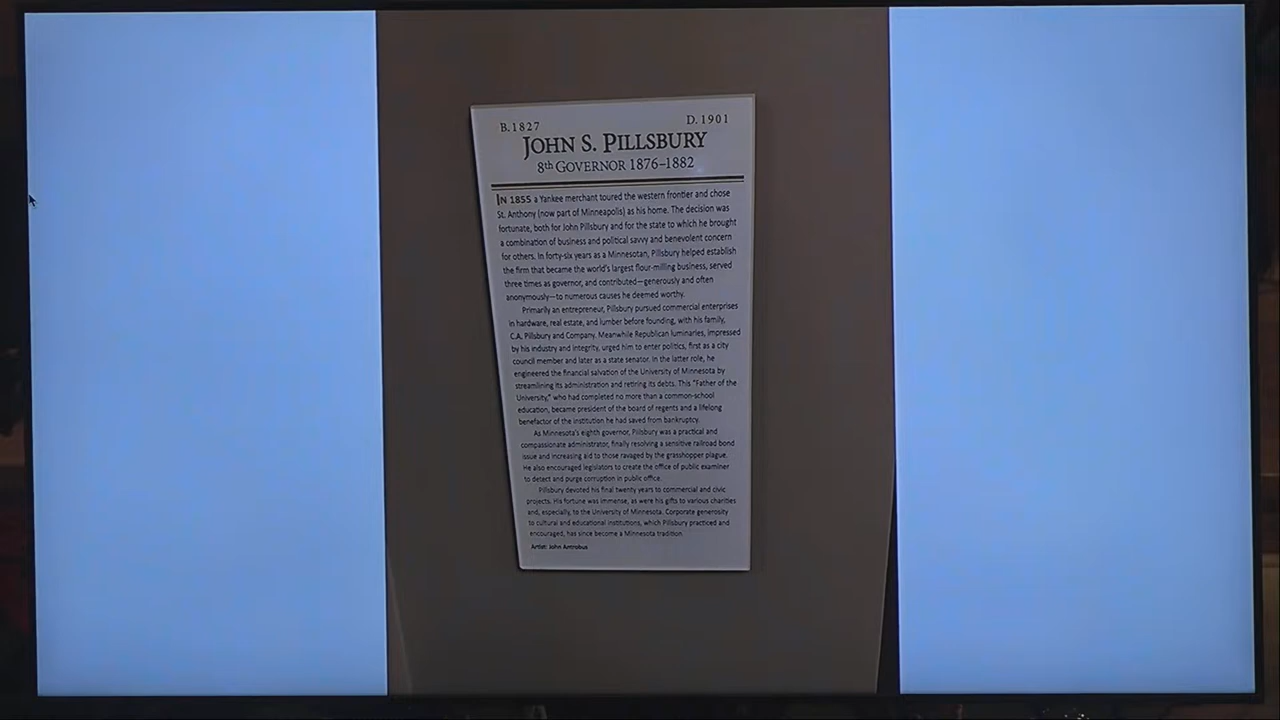 B.1827 D.1901
JOHN S. PILLSBURY
8th GOVERNOR 1876–1882
IN 1855 a Yankee merchant toured the western frontier and chose
St. Anthony (now part of Minneapolis) as his home. The decision was
fortunate, both for John Pillsbury and for the state to which he brought
a combination of business and political savvy and benevolent concern
for others. In forty-six years as a Minnesotan, Pillsbury helped establish
the firm that became the world's largest flour-milling business, served
three times as governor, and contributed—generously and often
anonymously—to numerous causes he deemed worthy.
Primarily an entrepreneur, Pillsbury pursued commercial enterprises
in hardware, real estate, and lumber before founding, with his family,
C.A. Pillsbury and Company. Meanwhile Republican luminaries, impressed
by his industry and integrity, urged him to enter politics, first as a city
council member and later as a state senator. In the latter role, he
engineered the financial salvation of the University of Minnesota by
streamlining its administration and retiring its debts. This "Father of the
University," who had completed no more than a common-school
education, became president of the board of regents and a lifelong
benefactor of the institution he had saved from bankruptcy.
As Minnesota's eighth governor, Pillsbury was a practical and
compassionate administrator, finally resolving a sensitive railroad bond
issue and increasing aid to those ravaged by the grasshopper plague.
He also encouraged legislators to create the office of public examiner
to detect and purge corruption in public office.
Pillsbury devoted his final twenty years to commercial and civic
projects. His fortune was immense, as were his gifts to various charities
and, especially, to the University of Minnesota. Corporate generosity
to cultural and educational institutions, which Pillsbury practiced and
encouraged, has since become a Minnesota tradition.
Artist: John Antrobus